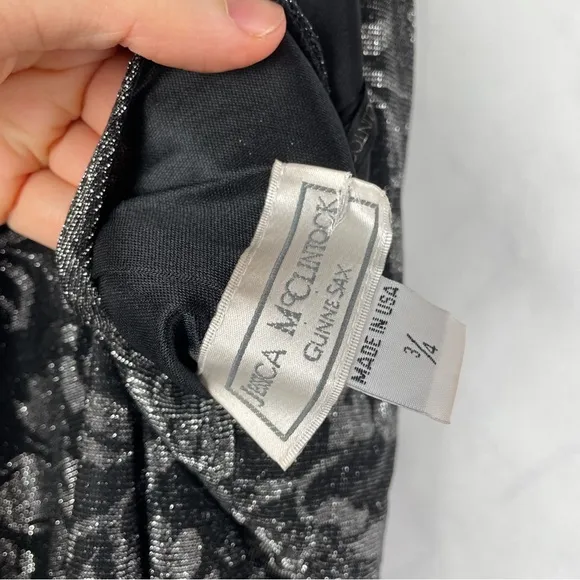 Jessica McClintock
Gunne Sax
MADE IN USA
3/4